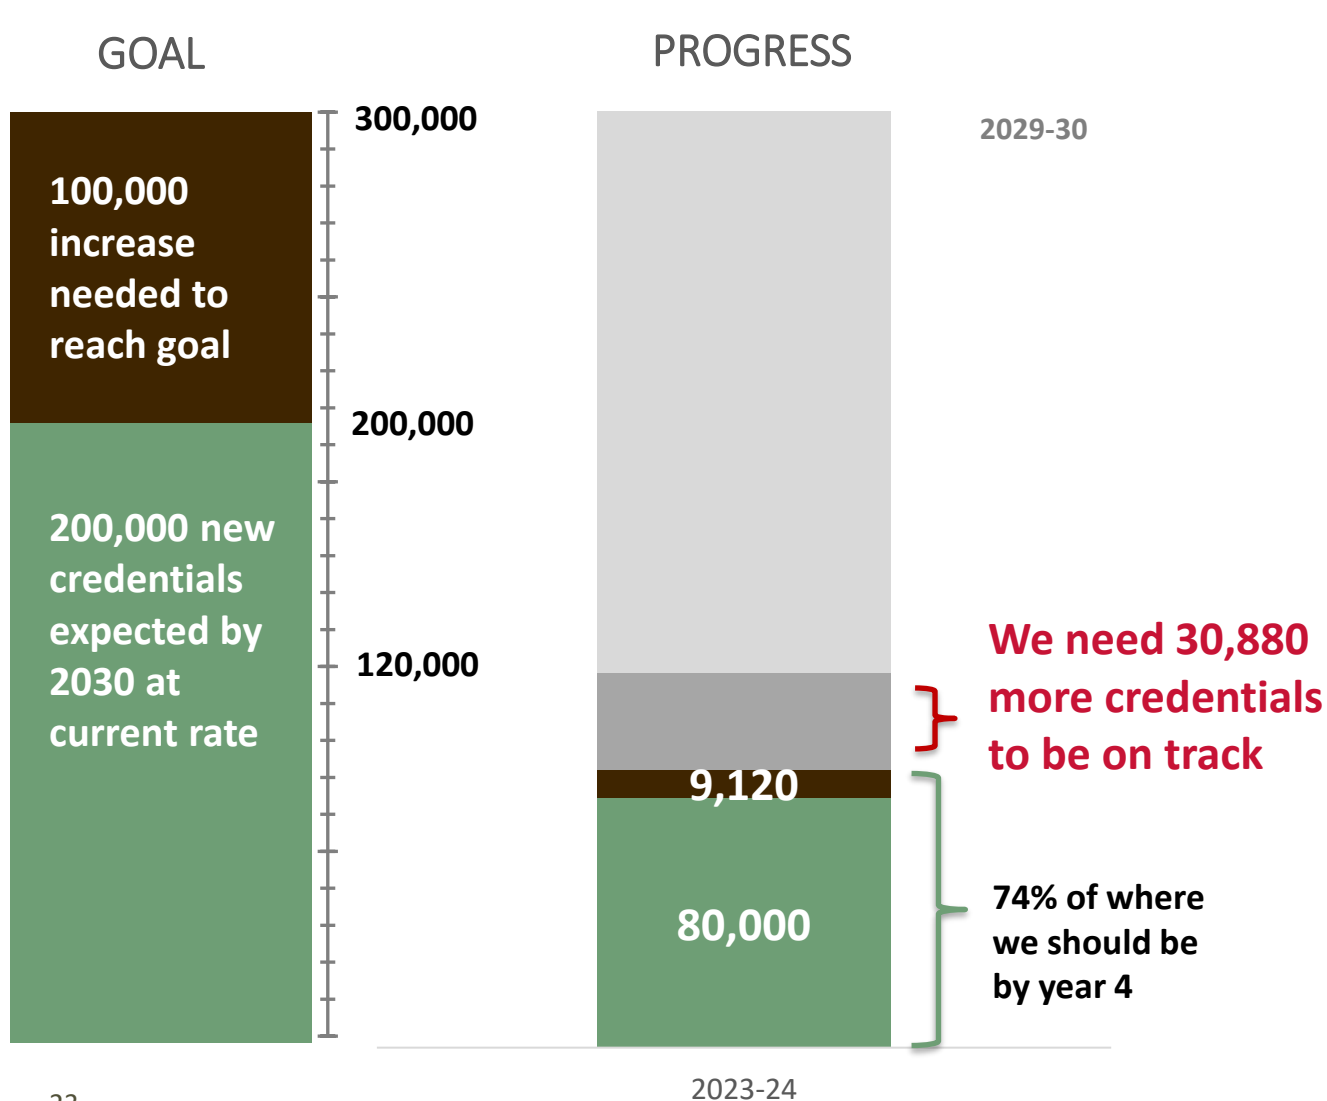 GOAL
PROGRESS
300,000
2029-30
100,000
increase
needed to
reach goal
200,000
200,000 new
credentials
expected by
2030 at
current rate
120,000
We need 30,880
more credentials
to be on track
9,120
80,000
74% of where
we should be
by year 4
2023-24